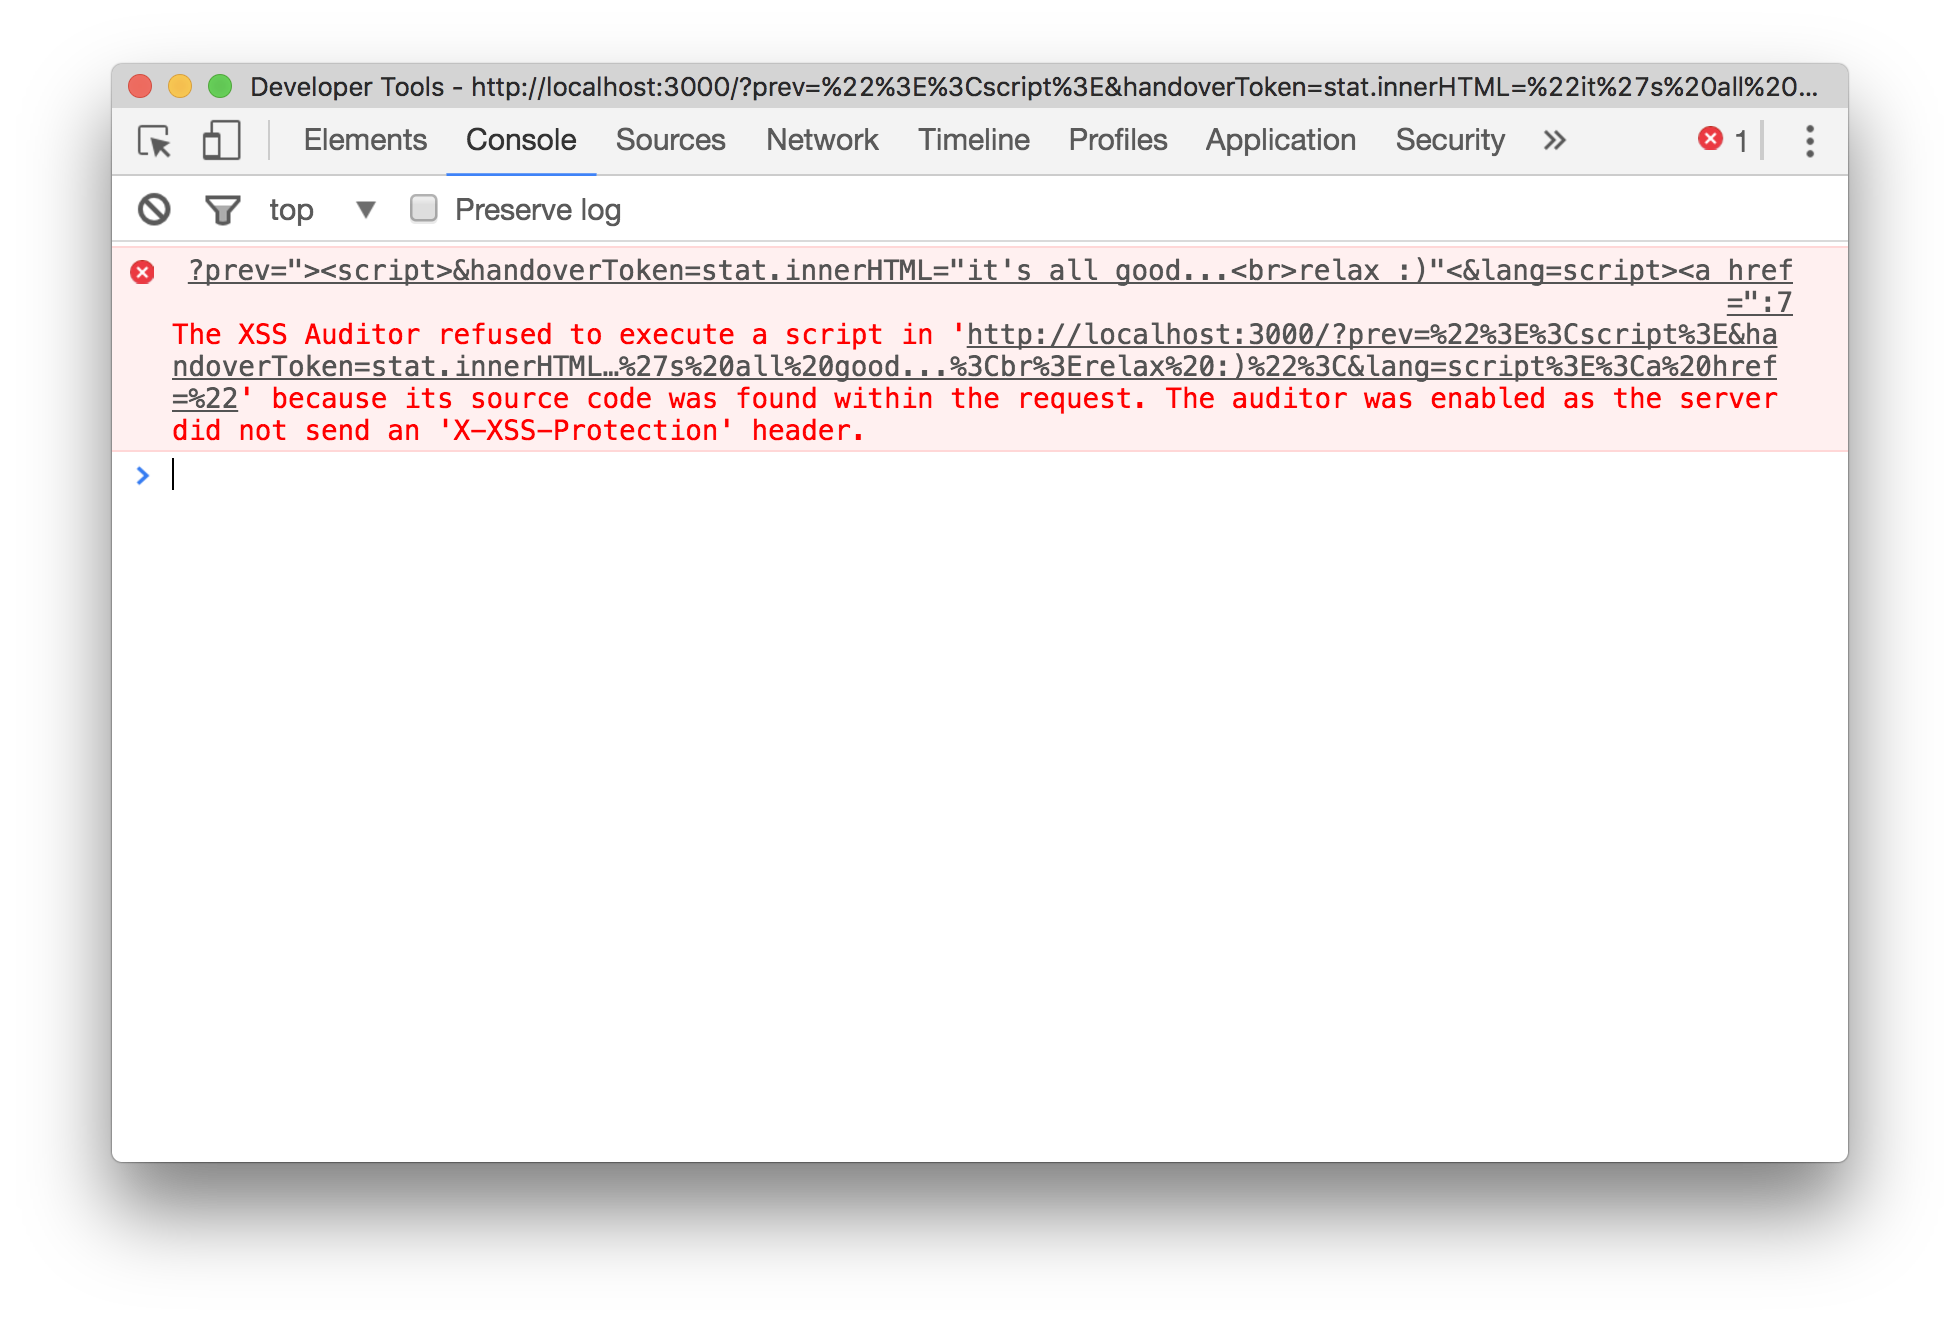 Developer Tools - http://localhost:3000/?prev=%22%3E%3Cscript%3E&handoverToken=stat.innerHTML=%22it%27s%20all%20...
Elements Console Sources Network Timeline Profiles Application Security » 1
top ▼ Preserve log
?prev="><script>&handoverToken=stat.innerHTML="it's all good...<br>relax :)"<&lang=script><a href
=":7
The XSS Auditor refused to execute a script in 'http://localhost:3000/?prev=%22%3E%3Cscript%3E&ha
ndoverToken=stat.innerHTML…%27s%20all%20good...%3Cbr%3Erelax%20:)%22%3C&lang=script%3E%3Ca%20href
=%22' because its source code was found within the request. The auditor was enabled as the server
did not send an 'X-XSS-Protection' header.